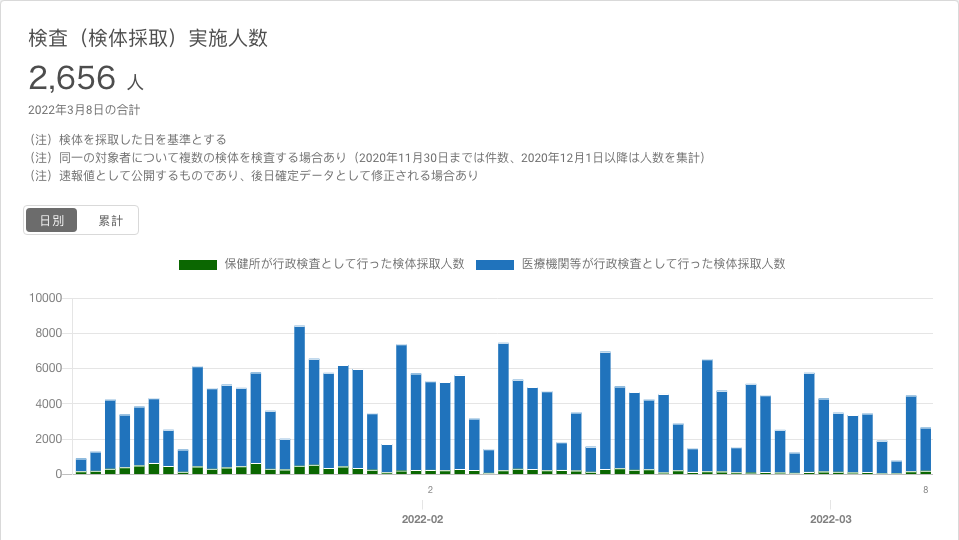 検査（検体採取）実施人数
2,656 人
2022年3月8日の合計
（注）検体を採取した日を基準とする
（注）同一の対象者について複数の検体を検査する場合あり（2020年11月30日までは件数、2020年12月1日以降は人数を集計）
（注）速報値として公開するものであり、後日確定データとして修正される場合あり
日別 累計
保健所が行政検査として行った検体採取人数 医療機関等が行政検査として行った検体採取人数
10000
8000
6000
4000
2000
0
2 8
2022-02 2022-03